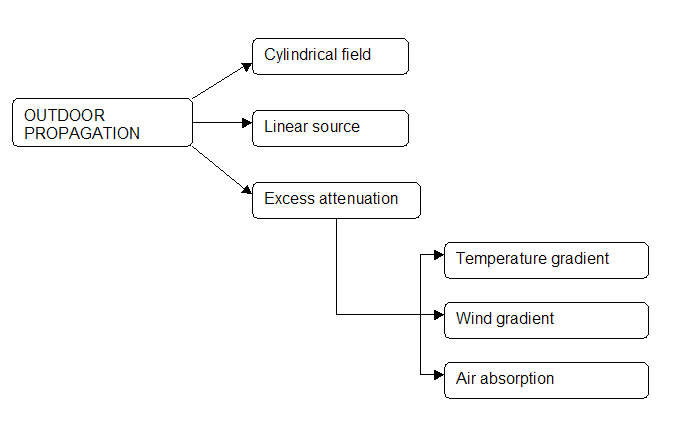 Cylindrical field
OUTDOOR
PROPAGATION
Linear source
Excess attenuation
Temperature gradient
Wind gradient
Air absorption